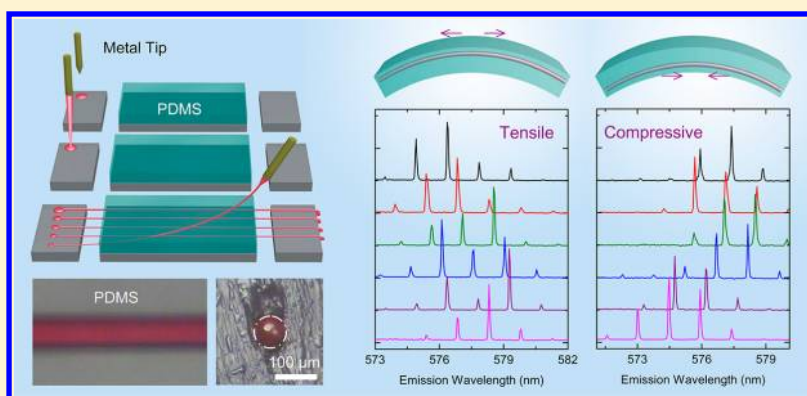 Metal Tip
PDMS
PDMS
100 µm
Tensile
Compressive
573 576 579 582
573 576 579
Emission Wavelength (nm)
Emission Wavelength (nm)